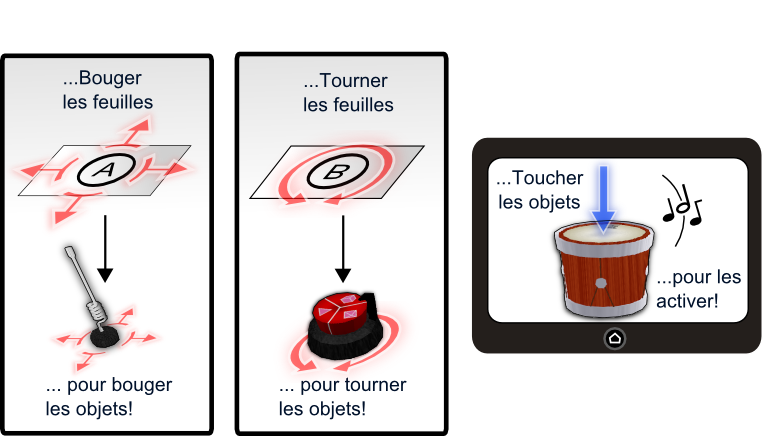 ...Bouger
les feuilles
A
... pour bouger
les objets!
...Tourner
les feuilles
B
... pour tourner
les objets!
...Toucher
les objets
...pour les
activer!